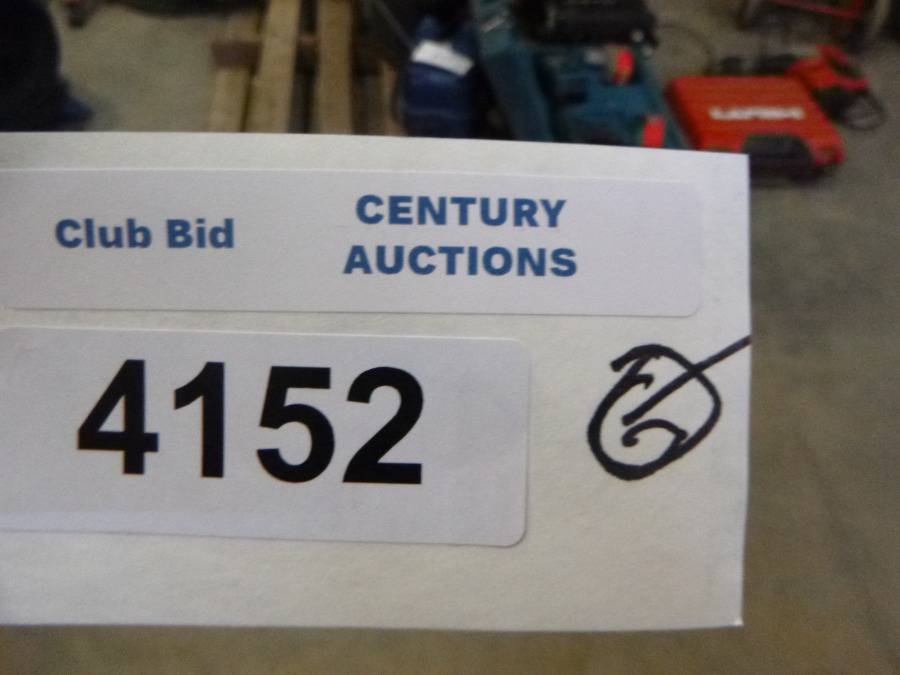 Club Bid
CENTURY
AUCTIONS
4152